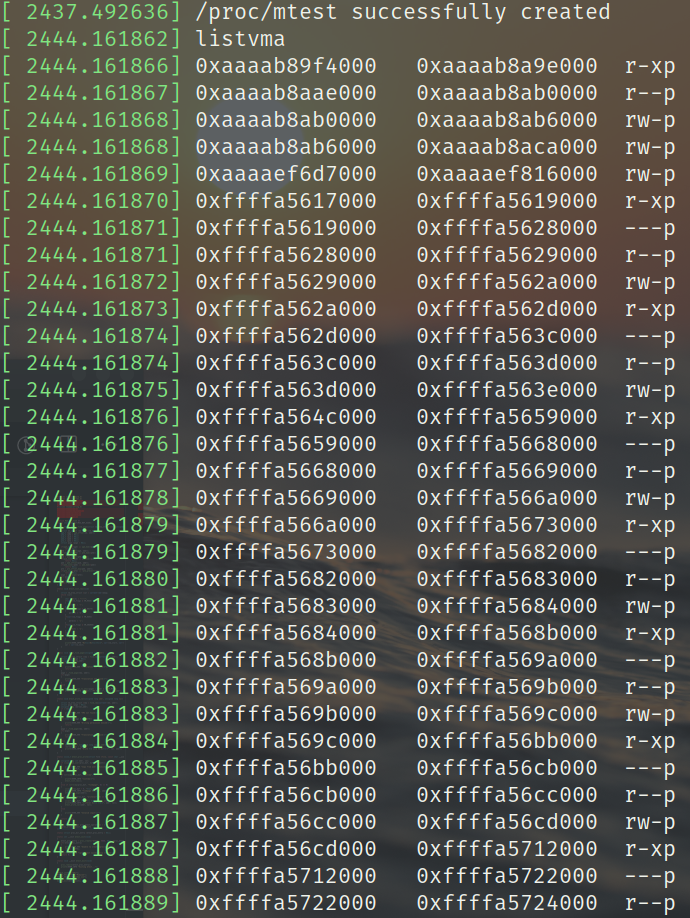 [ 2437.492636] /proc/mtest successfully created
[ 2444.161862] listvma
[ 2444.161866] 0xaaaab89f4000   0xaaaab8a9e000  r-xp
[ 2444.161867] 0xaaaab8aae000   0xaaaab8ab0000  r--p
[ 2444.161868] 0xaaaab8ab0000   0xaaaab8ab6000  rw-p
[ 2444.161868] 0xaaaab8ab6000   0xaaaab8aca000  rw-p
[ 2444.161869] 0xaaaaef6d7000   0xaaaaef816000  rw-p
[ 2444.161870] 0xffffa5617000   0xffffa5619000  r-xp
[ 2444.161871] 0xffffa5619000   0xffffa5628000  ---p
[ 2444.161871] 0xffffa5628000   0xffffa5629000  r--p
[ 2444.161872] 0xffffa5629000   0xffffa562a000  rw-p
[ 2444.161873] 0xffffa562a000   0xffffa562d000  r-xp
[ 2444.161874] 0xffffa562d000   0xffffa563c000  ---p
[ 2444.161874] 0xffffa563c000   0xffffa563d000  r--p
[ 2444.161875] 0xffffa563d000   0xffffa563e000  rw-p
[ 2444.161876] 0xffffa564c000   0xffffa5659000  r-xp
[ 2444.161876] 0xffffa5659000   0xffffa5668000  ---p
[ 2444.161877] 0xffffa5668000   0xffffa5669000  r--p
[ 2444.161878] 0xffffa5669000   0xffffa566a000  rw-p
[ 2444.161879] 0xffffa566a000   0xffffa5673000  r-xp
[ 2444.161879] 0xffffa5673000   0xffffa5682000  ---p
[ 2444.161880] 0xffffa5682000   0xffffa5683000  r--p
[ 2444.161881] 0xffffa5683000   0xffffa5684000  rw-p
[ 2444.161881] 0xffffa5684000   0xffffa568b000  r-xp
[ 2444.161882] 0xffffa568b000   0xffffa569a000  ---p
[ 2444.161883] 0xffffa569a000   0xffffa569b000  r--p
[ 2444.161883] 0xffffa569b000   0xffffa569c000  rw-p
[ 2444.161884] 0xffffa569c000   0xffffa56bb000  r-xp
[ 2444.161885] 0xffffa56bb000   0xffffa56cb000  ---p
[ 2444.161886] 0xffffa56cb000   0xffffa56cc000  r--p
[ 2444.161887] 0xffffa56cc000   0xffffa56cd000  rw-p
[ 2444.161887] 0xffffa56cd000   0xffffa5712000  r-xp
[ 2444.161888] 0xffffa5712000   0xffffa5722000  ---p
[ 2444.161889] 0xffffa5722000   0xffffa5724000  r--p